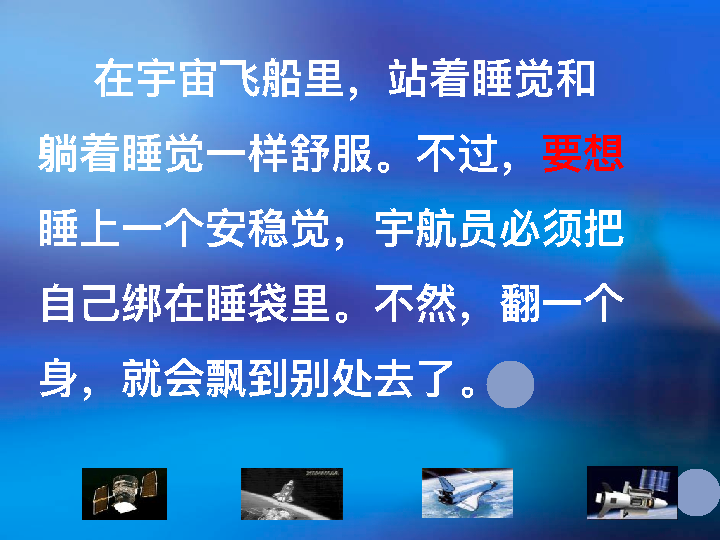 在宇宙飞船里，站着睡觉和
躺着睡觉一样舒服。不过，要想
睡上一个安稳觉，宇航员必须把
自己绑在睡袋里。不然，翻一个
身，就会飘到别处去了。